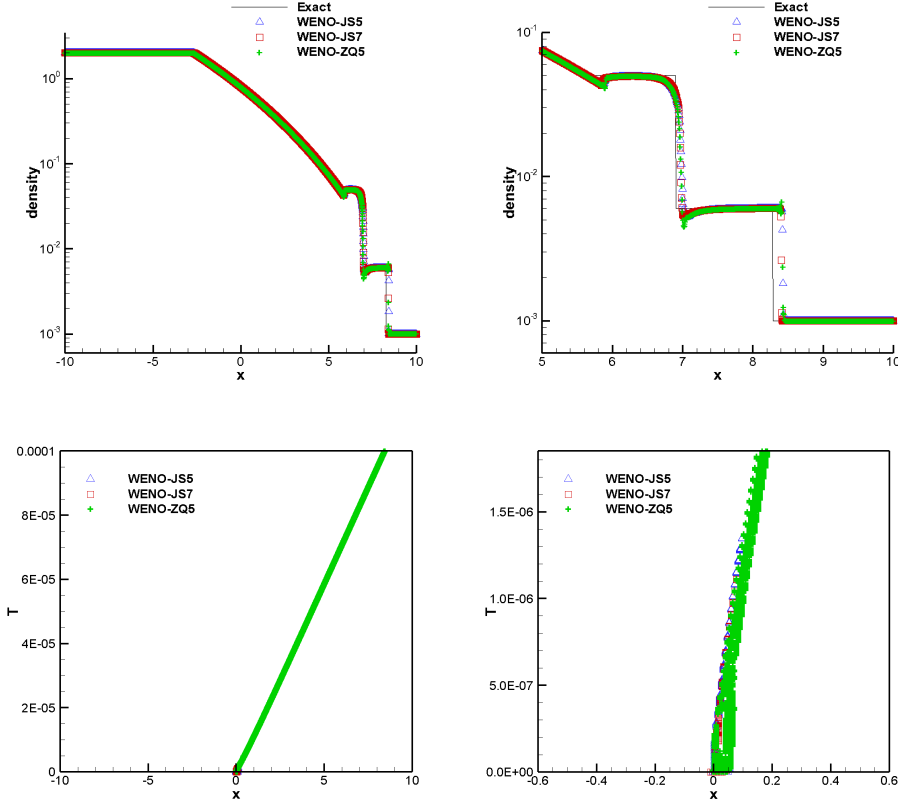 Exact
WENO-JS5
WENO-JS7
WENO-ZQ5
10^0
10^-1
10^-2
10^-3
density
-10 -5 0 5 10
x
Exact
WENO-JS5
WENO-JS7
WENO-ZQ5
10^-1
10^-2
10^-3
density
5 6 7 8 9 10
x
WENO-JS5
WENO-JS7
WENO-ZQ5
0.0001
8E-05
6E-05
4E-05
2E-05
0
T
-10 -5 0 5 10
x
WENO-JS5
WENO-JS7
WENO-ZQ5
1.5E-06
1.0E-06
5.0E-07
0.0E+00
T
-0.6 -0.4 -0.2 0 0.2 0.4 0.6
x